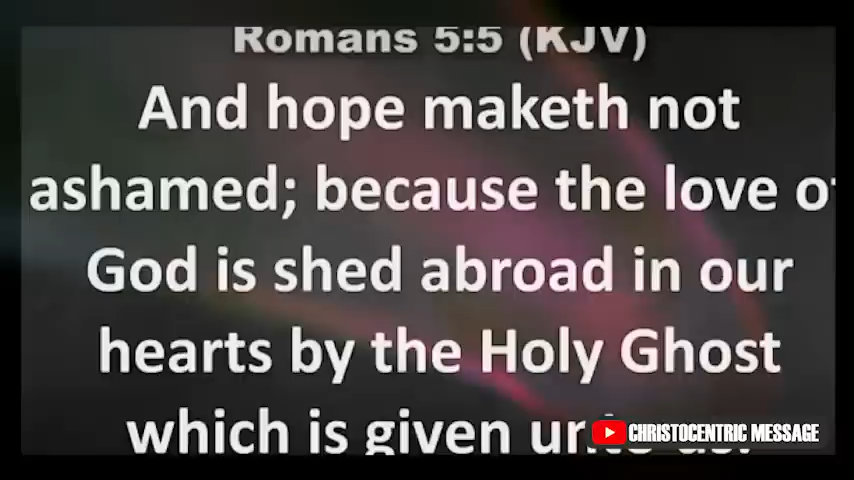 Romans 5:5 (KJV)
And hope maketh not
ashamed; because the love of
God is shed abroad in our
hearts by the Holy Ghost
which is given unto us.
CHRISTOCENTRIC MESSAGE